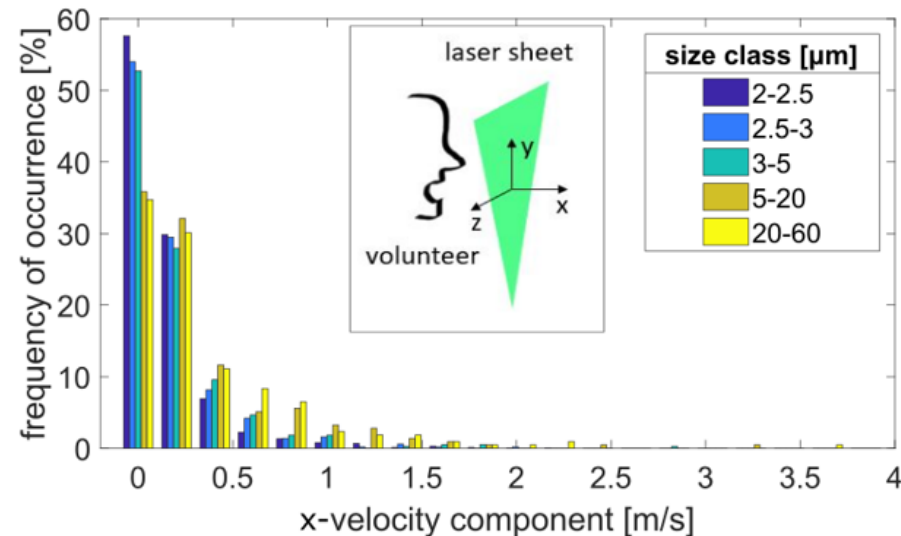 frequency of occurrence [%]
60
50
40
30
20
10
0
laser sheet
y
x
z
volunteer
size class [µm]
2-2.5
2.5-3
3-5
5-20
20-60
0 0.5 1 1.5 2 2.5 3 3.5 4
x-velocity component [m/s]